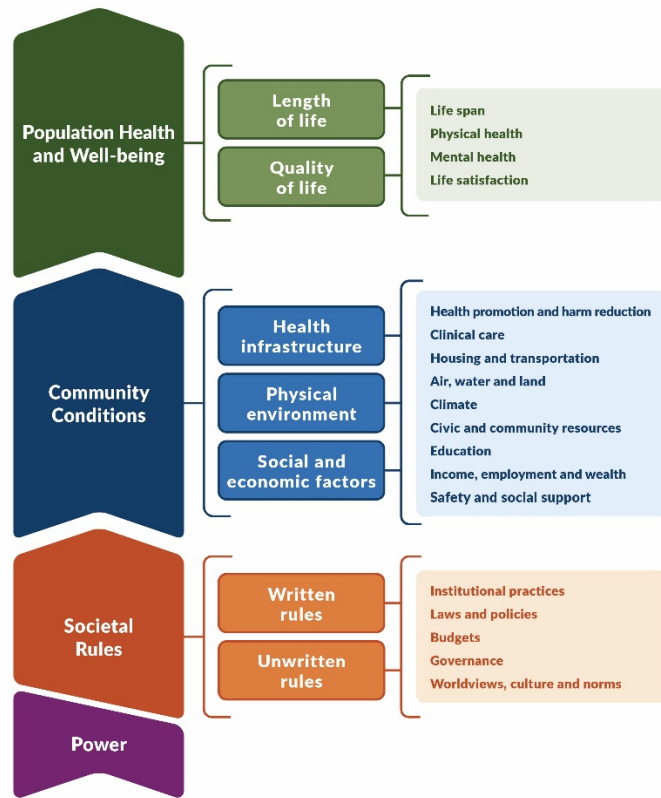 Population Health
and Well-being
Length
of life
Quality
of life
Life span
Physical health
Mental health
Life satisfaction
Community
Conditions
Health
infrastructure
Physical
environment
Social and
economic factors
Health promotion and harm reduction
Clinical care
Housing and transportation
Air, water and land
Climate
Civic and community resources
Education
Income, employment and wealth
Safety and social support
Societal
Rules
Written
rules
Unwritten
rules
Institutional practices
Laws and policies
Budgets
Governance
Worldviews, culture and norms
Power